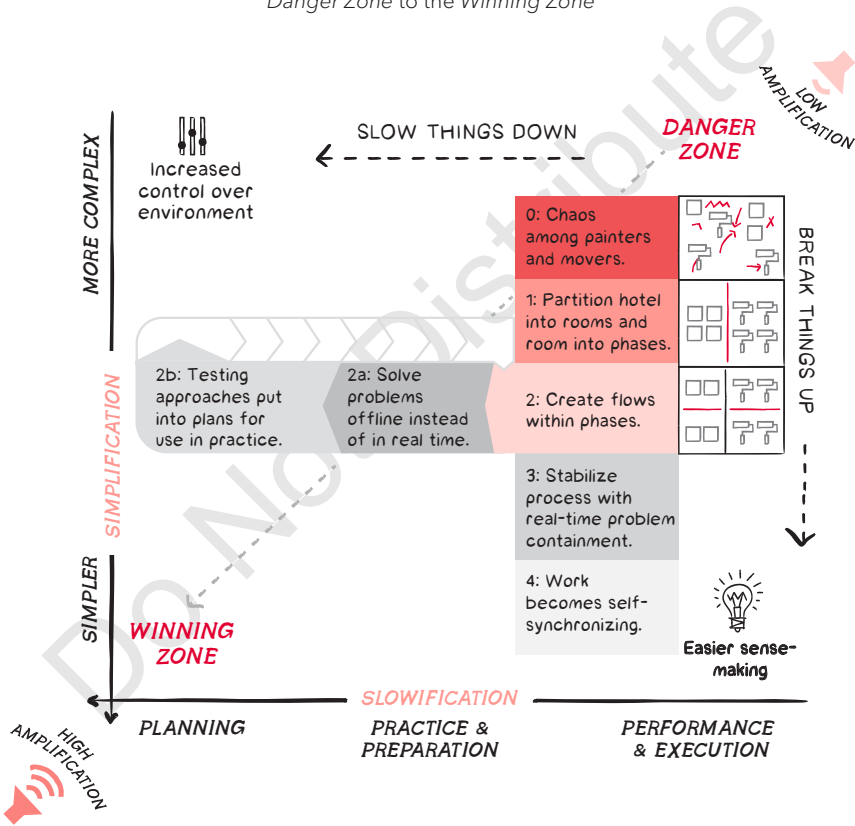 Danger Zone to the Winning Zone
LOW
AMPLIFICATION
SLOW THINGS DOWN
DANGER
ZONE
Increased
control over
environment
MORE COMPLEX
SIMPLIFICATION
SIMPLER
0: Chaos
among painters
and movers.
1: Partition hotel
into rooms and
room into phases.
BREAK THINGS UP
2b: Testing
approaches put
into plans for
use in practice.
2a: Solve
problems
offline instead
of in real time.
2: Create flows
within phases.
3: Stabilize
process with
real-time problem
containment.
4: Work
becomes self-
synchronizing.
WINNING
ZONE
Easier sense-
making
SLOWIFICATION
PLANNING
PRACTICE &
PREPARATION
PERFORMANCE
& EXECUTION
HIGH
AMPLIFICATION
Do Not Distribute